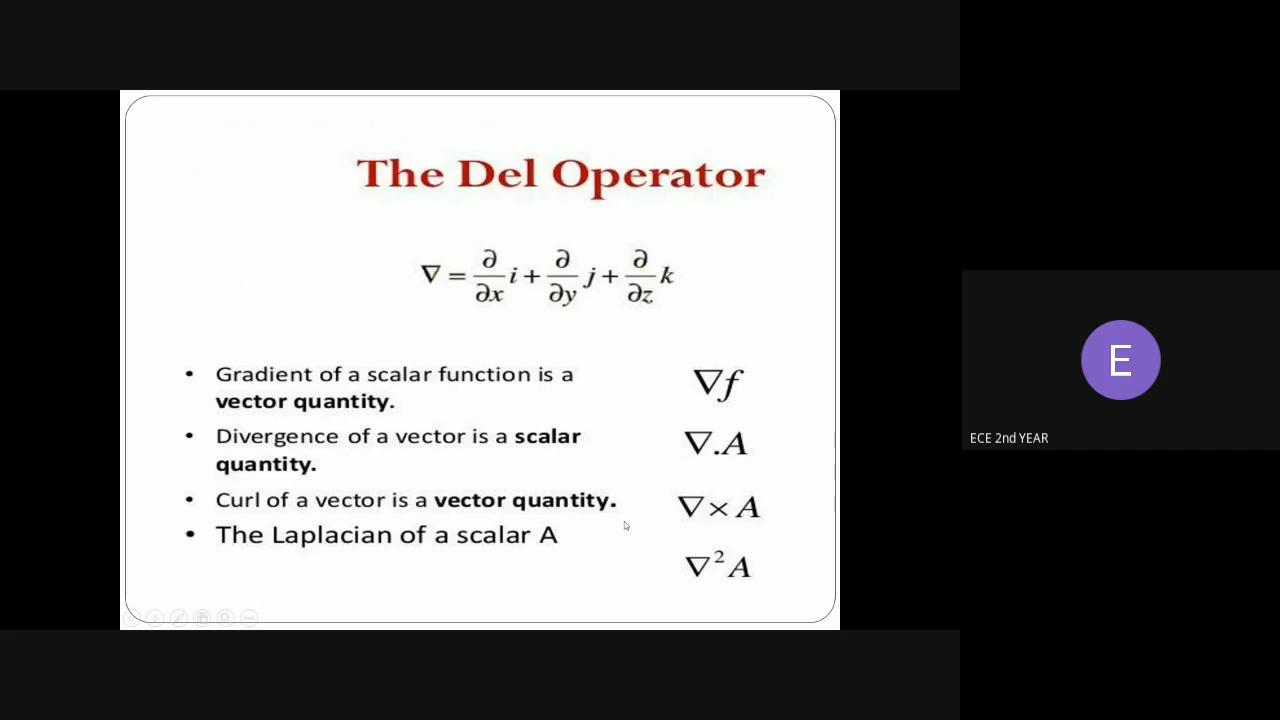 The Del Operator
∇ = ∂/∂x i + ∂/∂y j + ∂/∂z k
• Gradient of a scalar function is a
vector quantity.
∇f
• Divergence of a vector is a scalar
quantity.
∇.A
• Curl of a vector is a vector quantity.
∇×A
• The Laplacian of a scalar A
∇²A
E
ECE 2nd YEAR